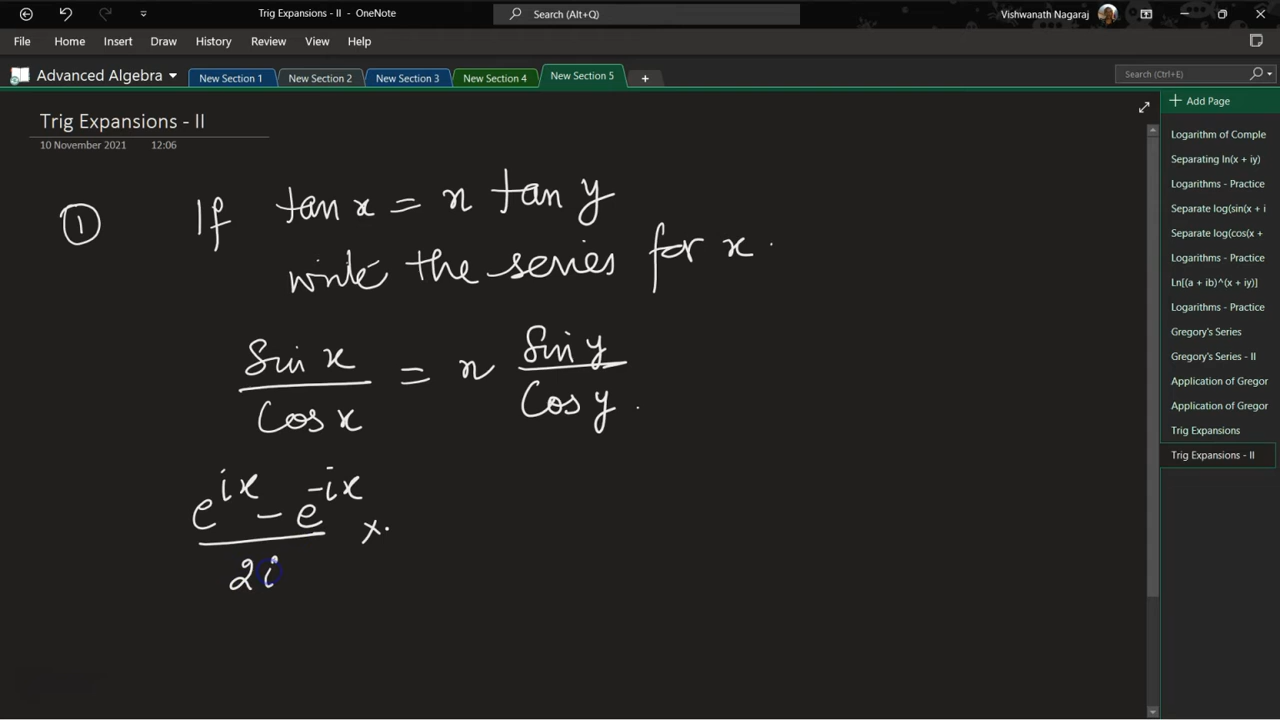 Trig Expansions - II - OneNote
Search (Alt+Q)
Vishwanath Nagaraj
File Home Insert Draw History Review View Help
Advanced Algebra
New Section 1 New Section 2 New Section 3 New Section 4 New Section 5 +
Search (Ctrl+E)
Trig Expansions - II
10 November 2021 12:06
① If tan x = n tan y
write the series for x.
Sin x / Cos x = n Sin y / Cos y.
e^{ix} - e^{-ix} / 2i ×.
+ Add Page
Logarithm of Comple
Separating ln(x + iy)
Logarithms - Practice
Separate log(sin(x + i
Separate log(cos(x +
Logarithms - Practice
Ln[(a + ib)^(x + iy)]
Logarithms - Practice
Gregory's Series
Gregory's Series - II
Application of Gregor
Application of Gregor
Trig Expansions
Trig Expansions - II